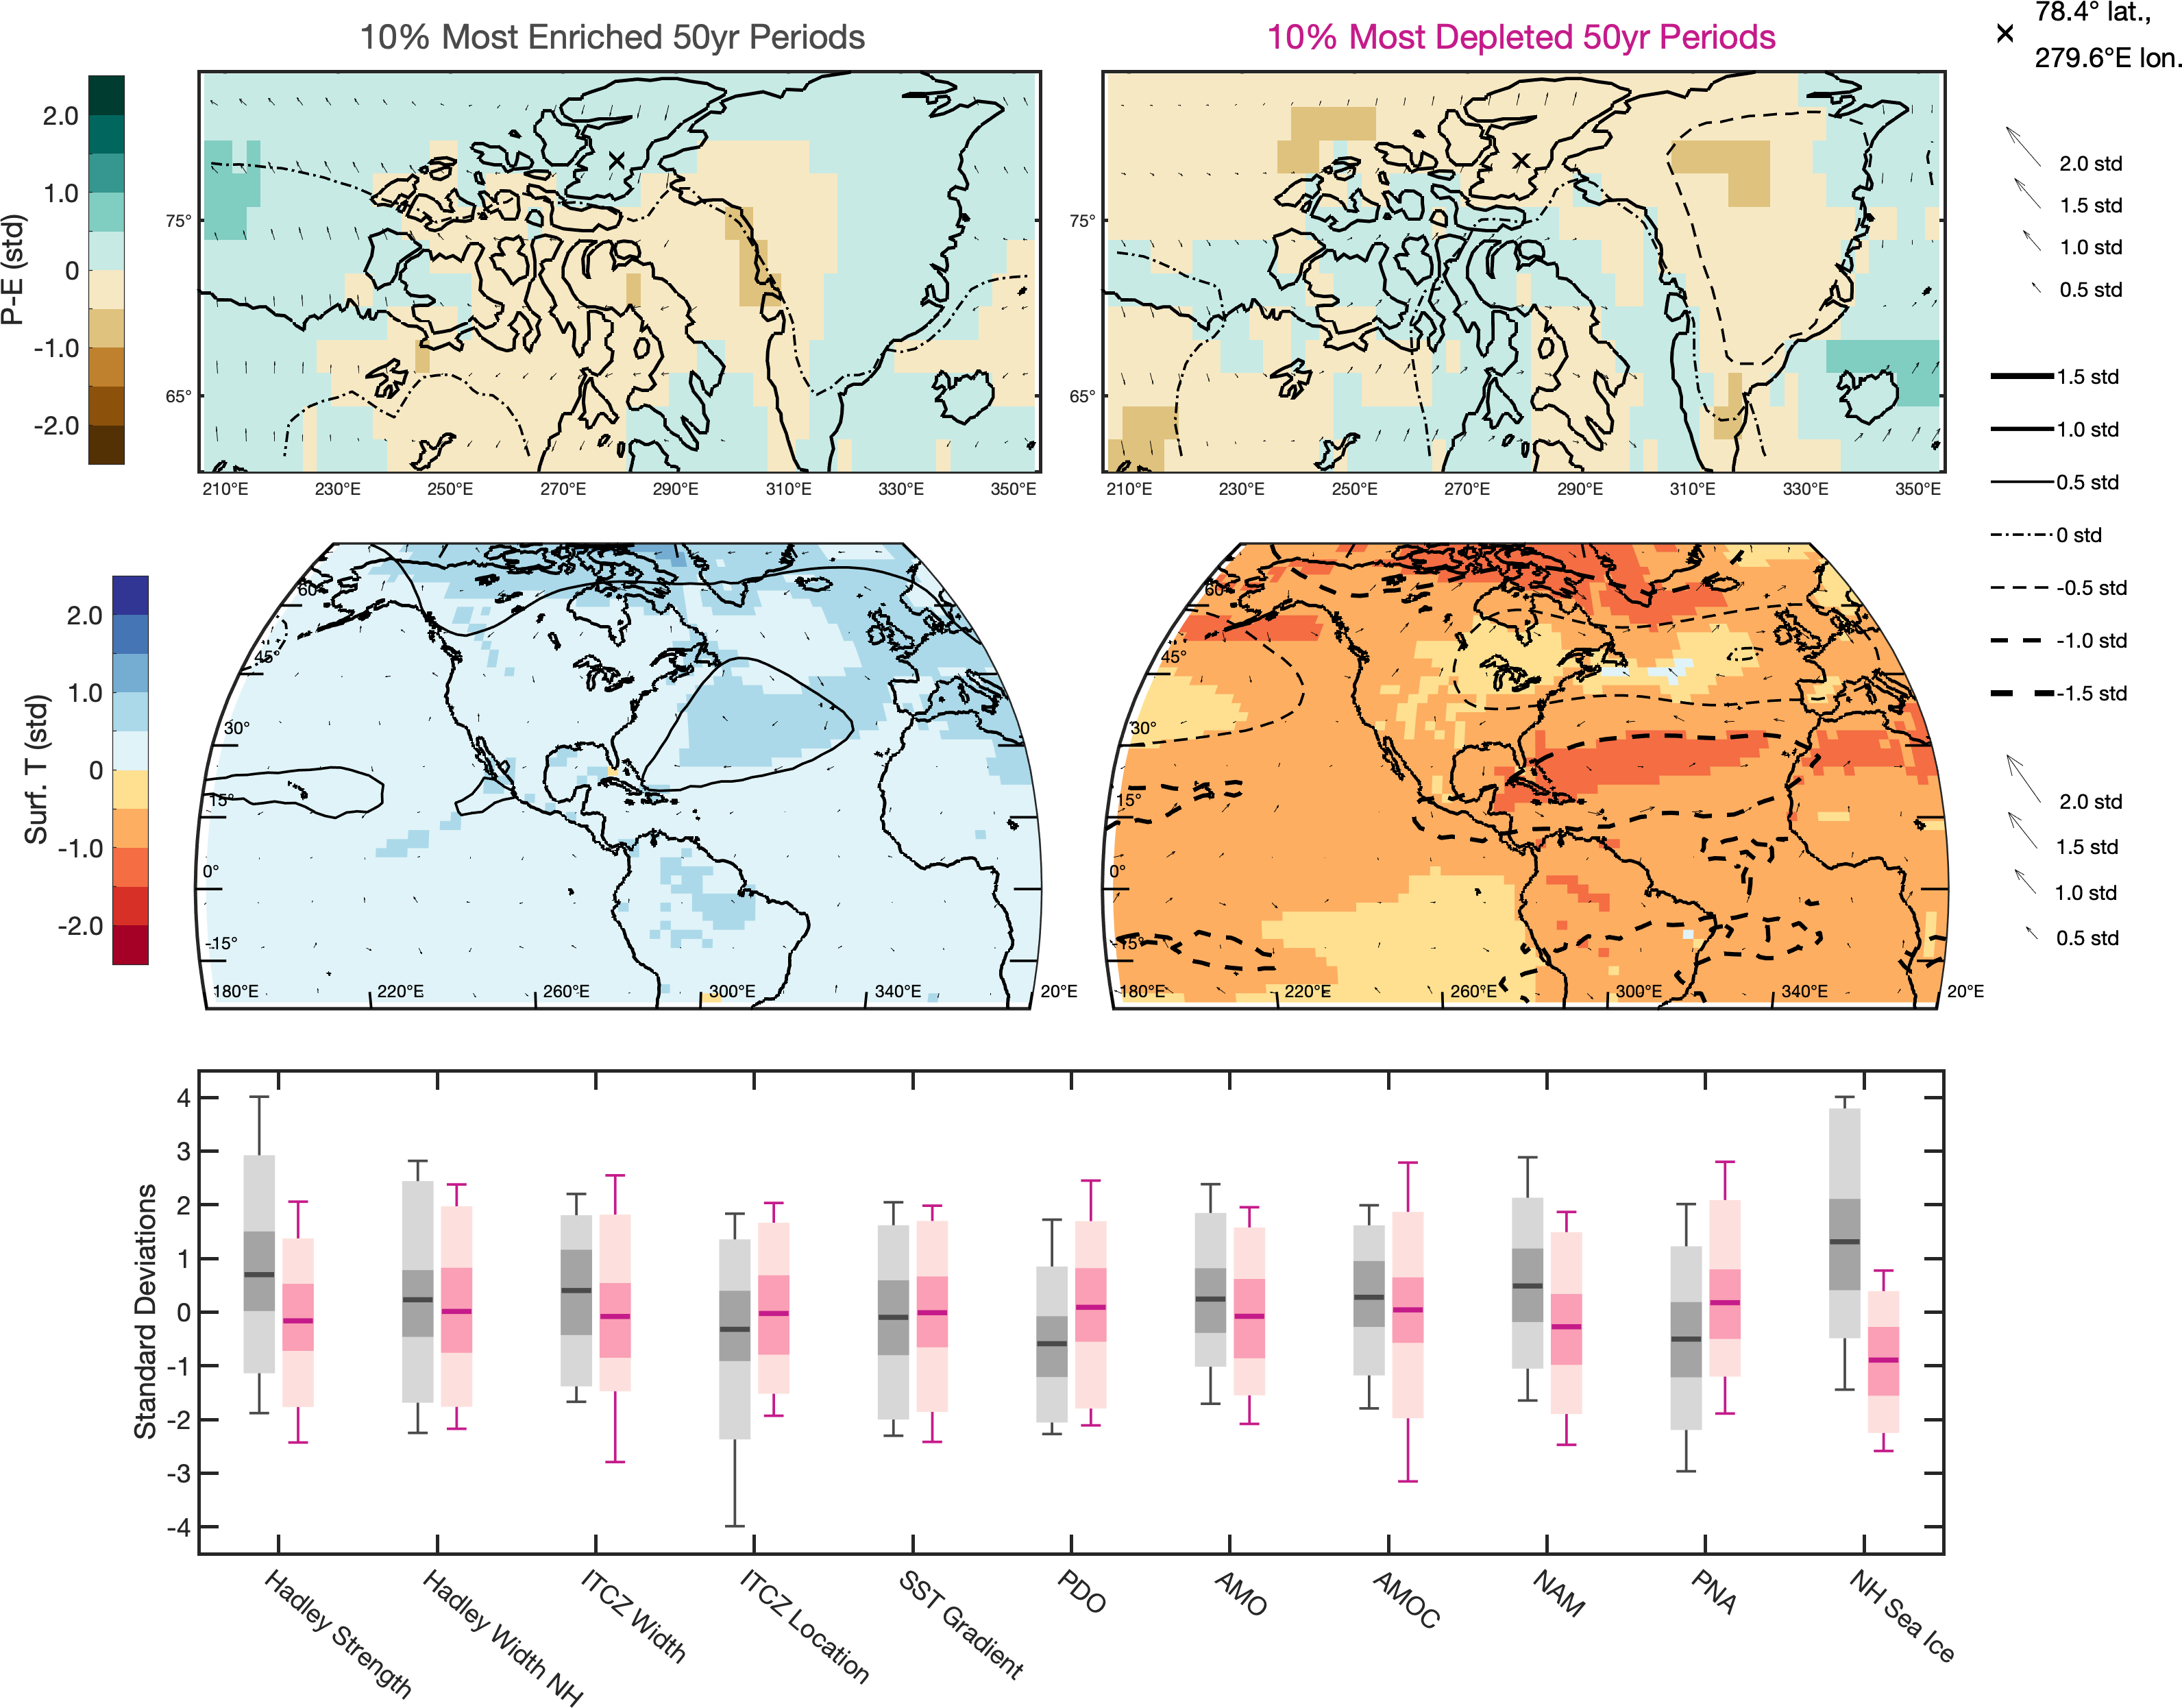 10% Most Enriched 50yr Periods
10% Most Depleted 50yr Periods
78.4° lat.,
279.6°E lon.
P-E (std)
2.0
1.0
0
-1.0
-2.0
75°
65°
210°E 230°E 250°E 270°E 290°E 310°E 330°E 350°E
75°
65°
210°E 230°E 250°E 270°E 290°E 310°E 330°E 350°E
2.0 std
1.5 std
1.0 std
0.5 std
1.5 std
1.0 std
0.5 std
0 std
-0.5 std
-1.0 std
-1.5 std
Surf. T (std)
2.0
1.0
0
-1.0
-2.0
60°
45°
30°
15°
0°
-15°
180°E 220°E 260°E 300°E 340°E 20°E
60°
45°
30°
15°
0°
-15°
180°E 220°E 260°E 300°E 340°E 20°E
2.0 std
1.5 std
1.0 std
0.5 std
Standard Deviations
4
3
2
1
0
-1
-2
-3
-4
Hadley Strength
Hadley Width NH
ITCZ Width
ITCZ Location
SST Gradient
PDO
AMO
AMOC
NAM
PNA
NH Sea Ice